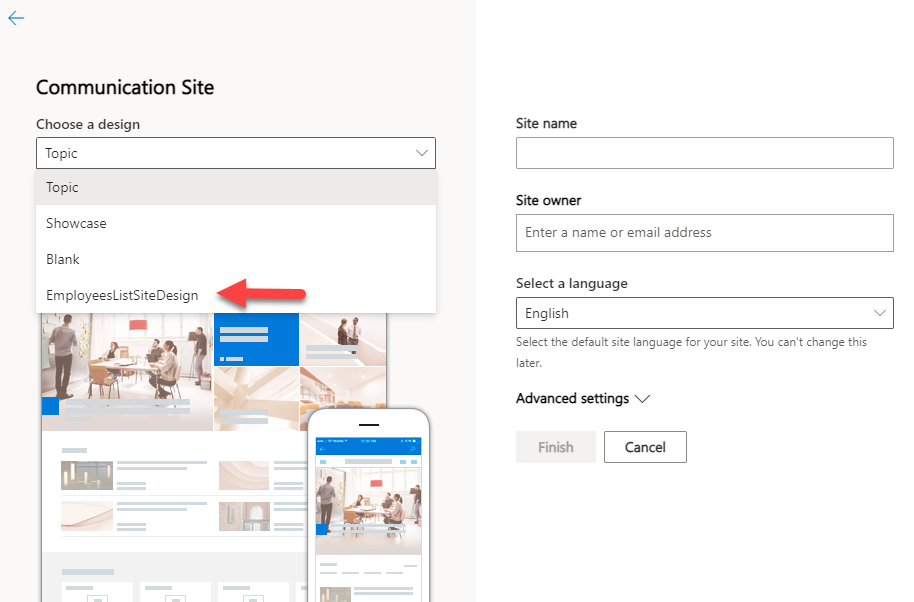 Communication Site
Choose a design
Topic
Topic
Showcase
Blank
EmployeesListSiteDesign
Site name
Site owner
Enter a name or email address
Select a language
English
Select the default site language for your site. You can't change this
later.
Advanced settings
Finish
Cancel